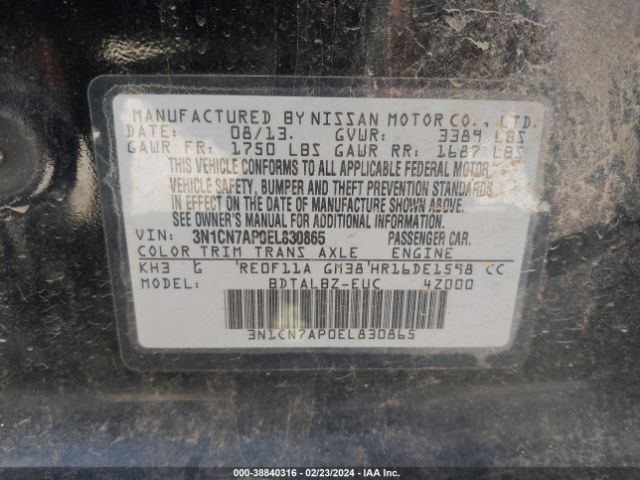 MANUFACTURED BY NISSAN MOTOR CO., LTD.
DATE: 08/13. GVWR: 3389 LBS
GAWR FR: 1750 LBS GAWR RR: 1687 LBS
THIS VEHICLE CONFORMS TO ALL APPLICABLE FEDERAL MOTOR
VEHICLE SAFETY, BUMPER AND THEFT PREVENTION STANDARDS
IN EFFECT ON THE DATE OF MANUFACTURE SHOWN ABOVE.
SEE OWNER'S MANUAL FOR ADDITIONAL INFORMATION.
VIN: 3N1CN7AP0EL830865 PASSENGER CAR.
COLOR TRIM TRANS AXLE ENGINE
KH3 G 'RE0F11A GM38'HR16DE1598 CC
MODEL: BDTALBZ-EUC 4Z000
3N1CN7AP0EL830865
000-38840316 - 02/23/2024 - IAA Inc.